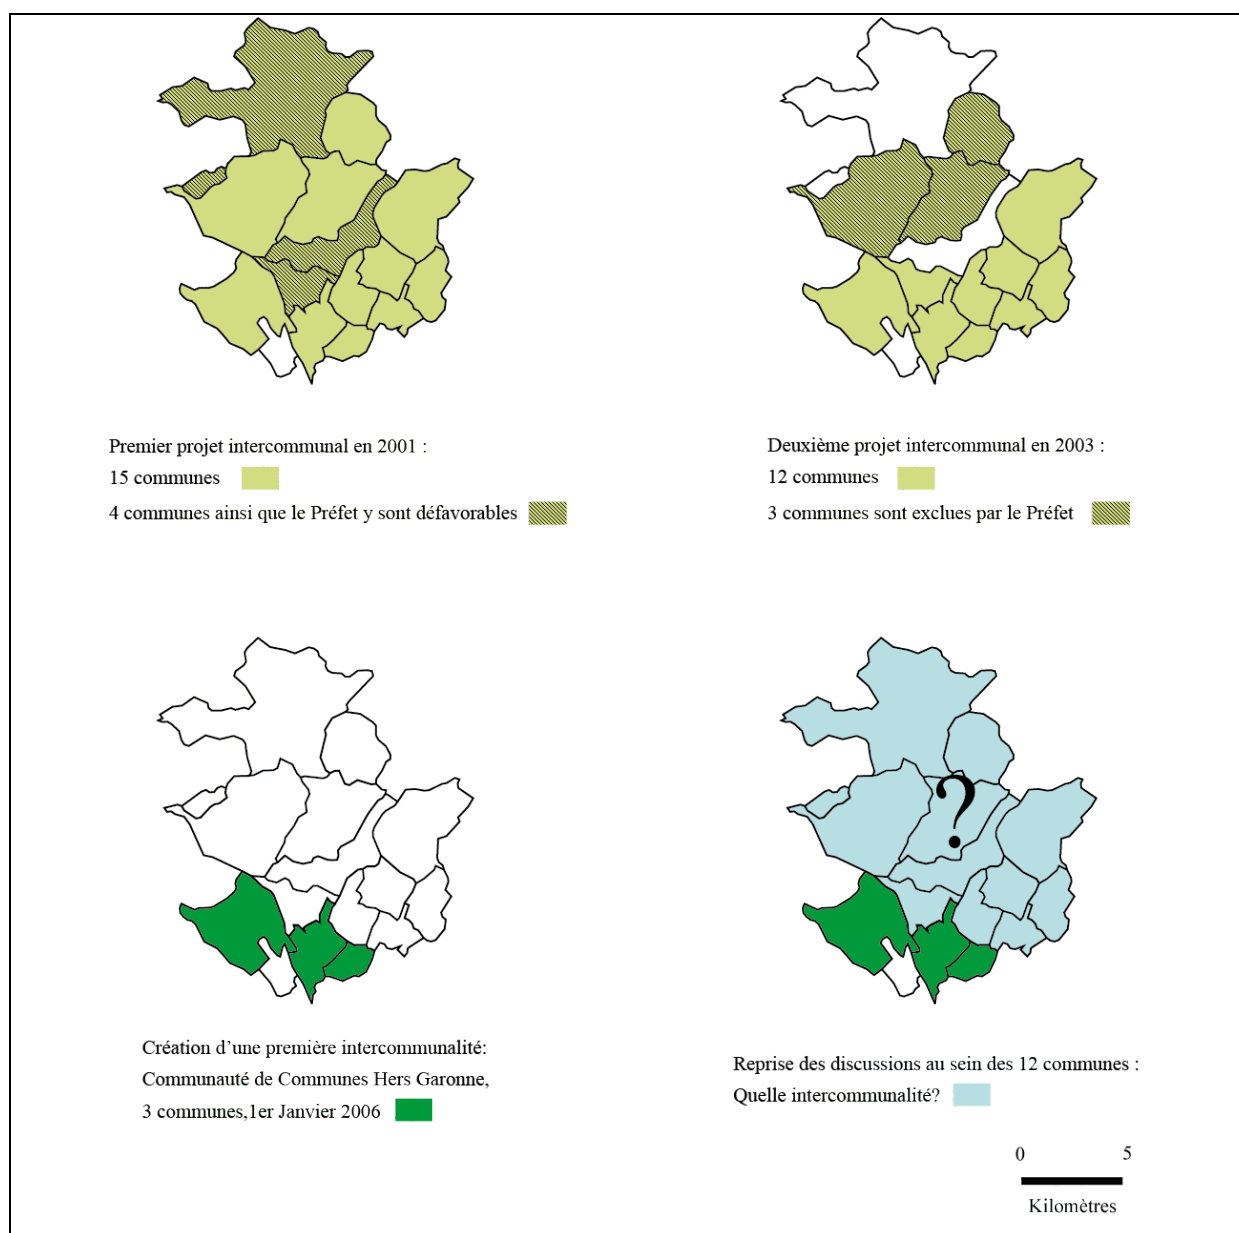 Premier projet intercommunal en 2001 :
15 communes
4 communes ainsi que le Préfet y sont défavorables
Deuxième projet intercommunal en 2003 :
12 communes
3 communes sont exclues par le Préfet
?
Création d’une première intercommunalité:
Communauté de Communes Hers Garonne,
3 communes,1er Janvier 2006
Reprise des discussions au sein des 12 communes :
Quelle intercommunalité?
0 5
Kilomètres